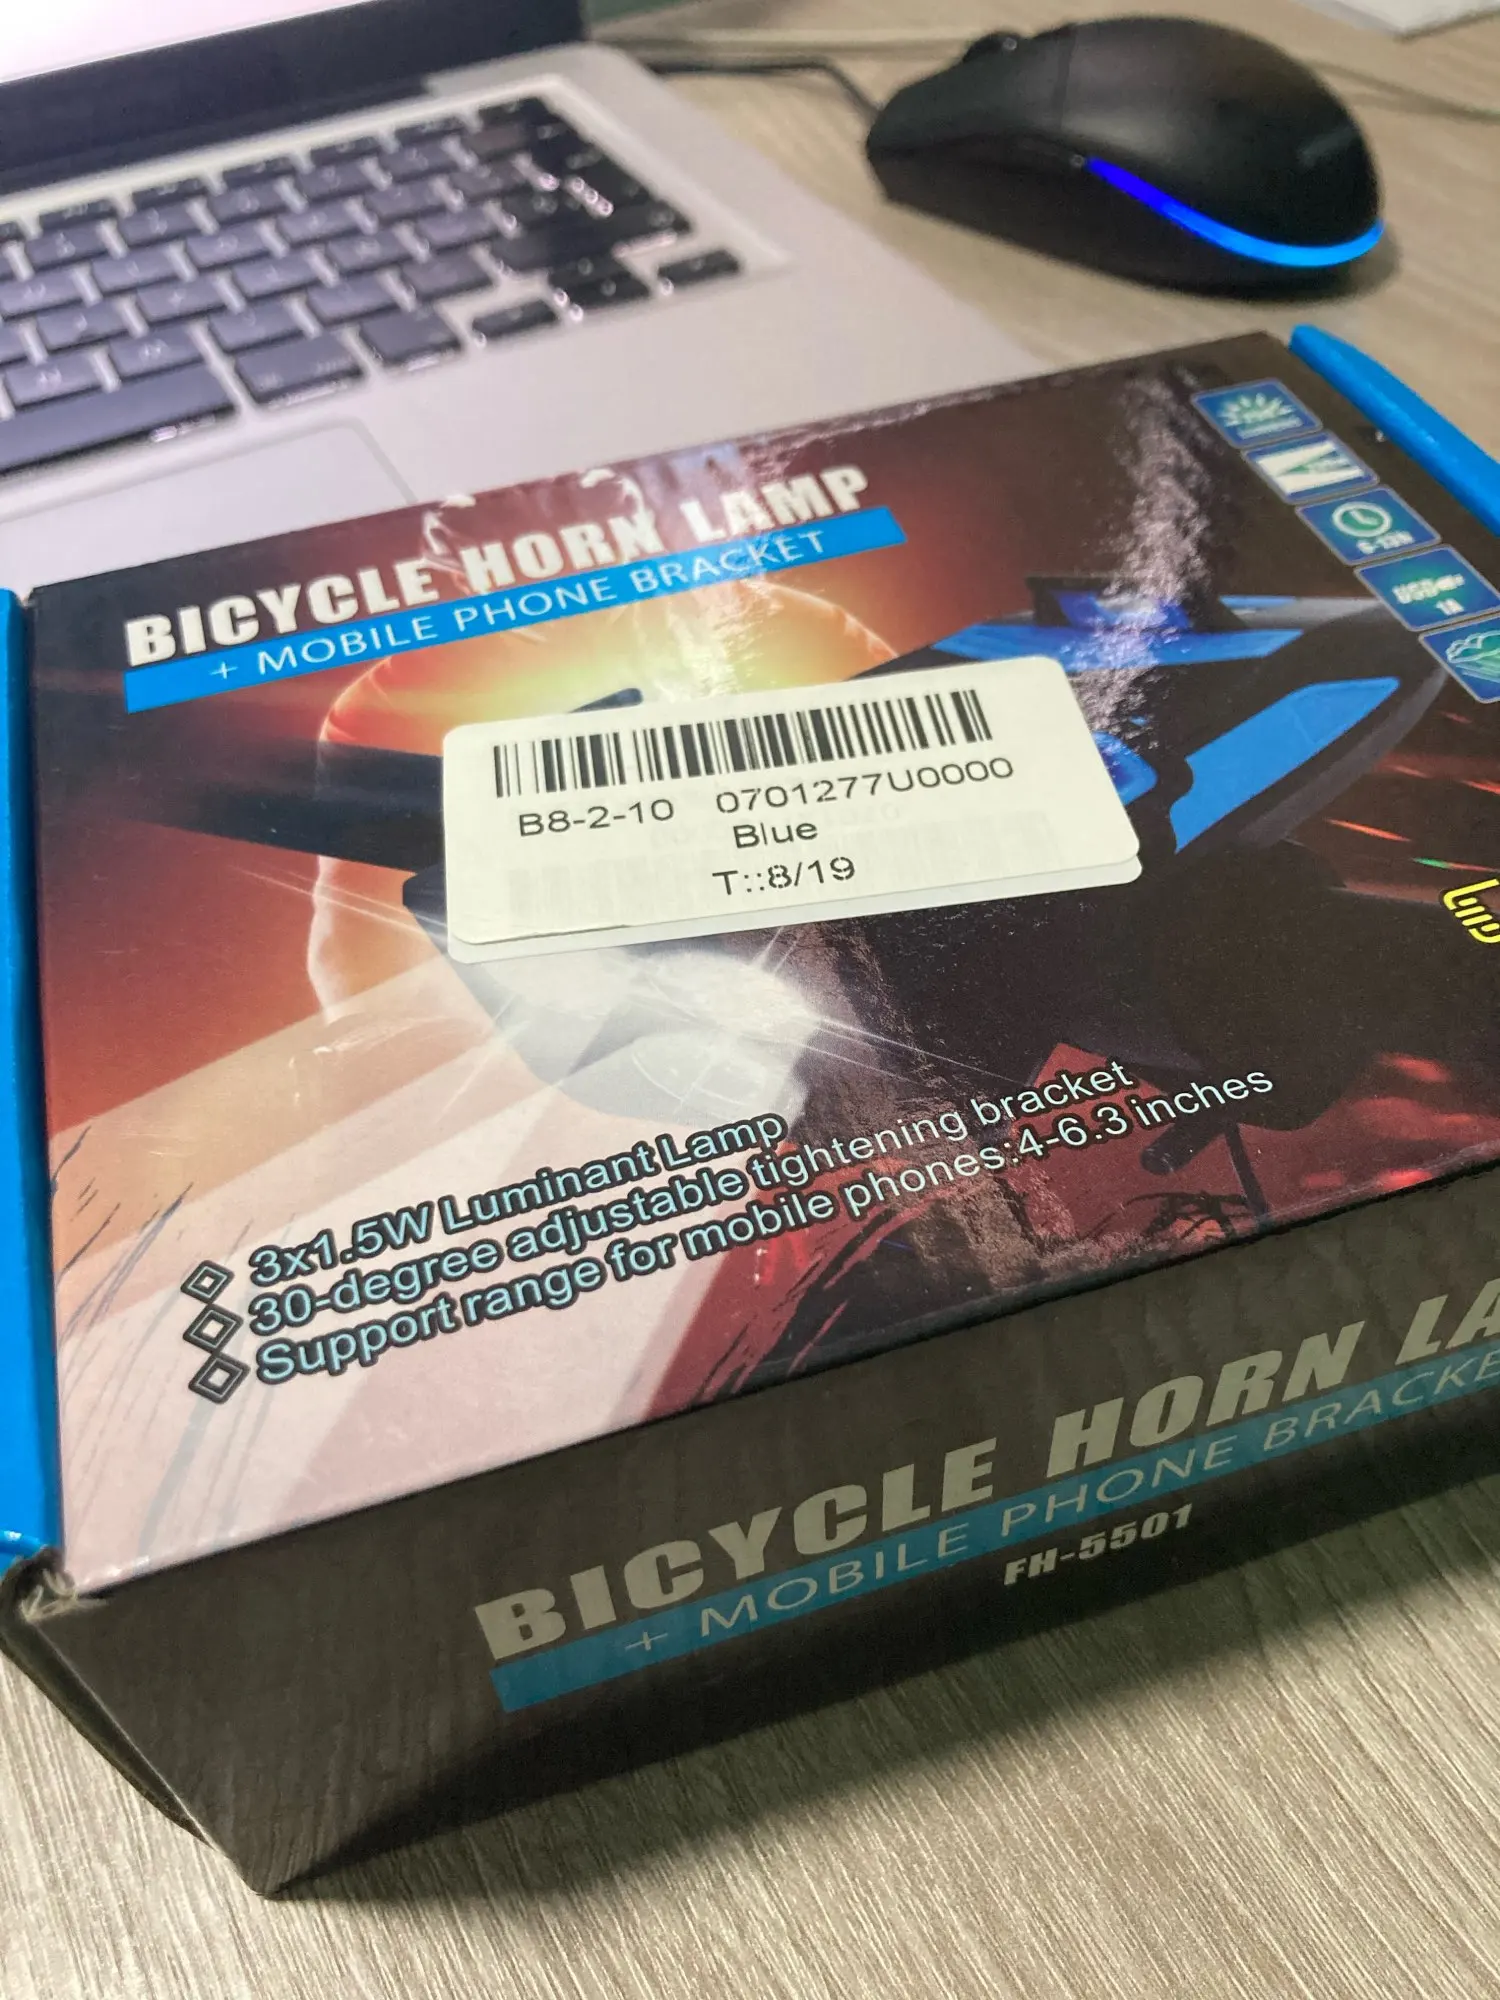 BICYCLE HORN LAMP
+ MOBILE PHONE BRACKET
B8-2-10 0701277U0000
Blue
T::8/19
3x1.5W Luminant Lamp
30-degree adjustable tightening bracket
Support range for mobile phones:4-6.3 inches
BICYCLE HORN LA
+ MOBILE PHONE BRACKE
FH-5501